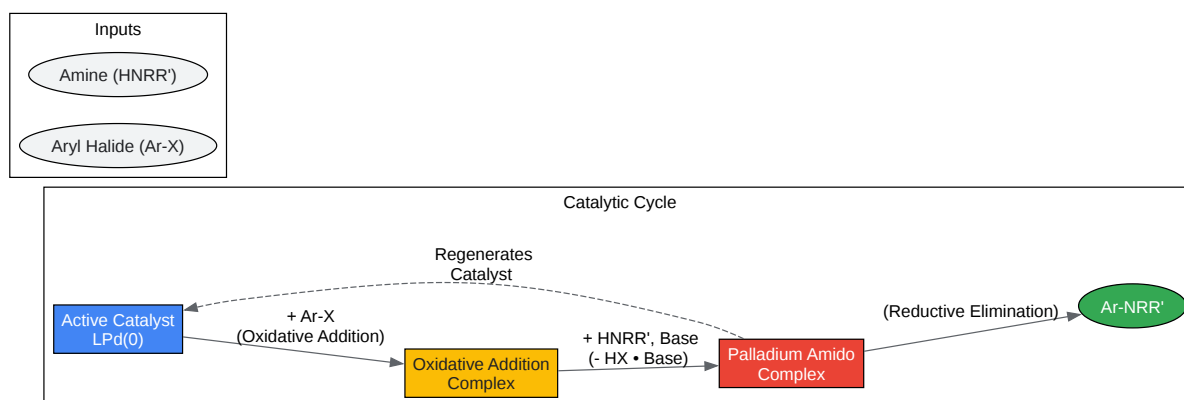 Inputs
Amine (HNRR')
Aryl Halide (Ar-X)
Catalytic Cycle
Regenerates
Catalyst
Active Catalyst
LPd(0)
+ Ar-X
(Oxidative Addition)
Oxidative Addition
Complex
+ HNRR', Base
(- HX • Base)
Palladium Amido
Complex
(Reductive Elimination)
Ar-NRR'